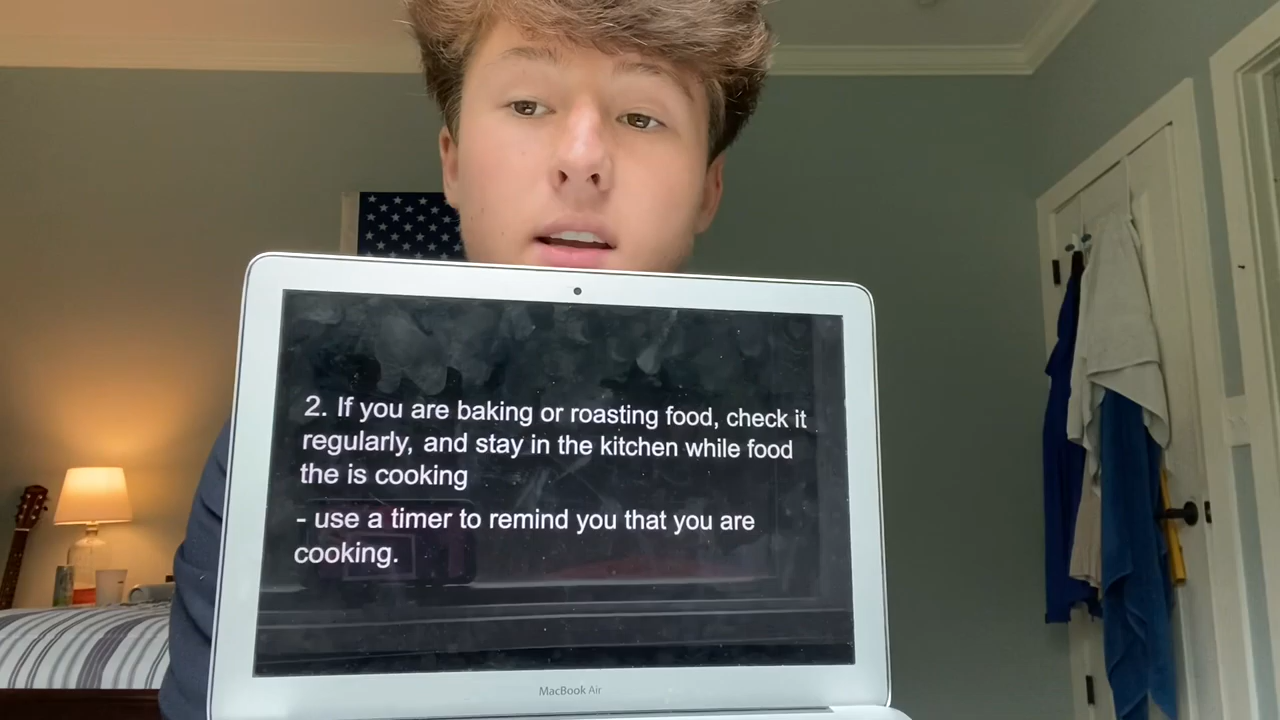 2. If you are baking or roasting food, check it
regularly, and stay in the kitchen while food
the is cooking
- use a timer to remind you that you are
cooking.
MacBook Air